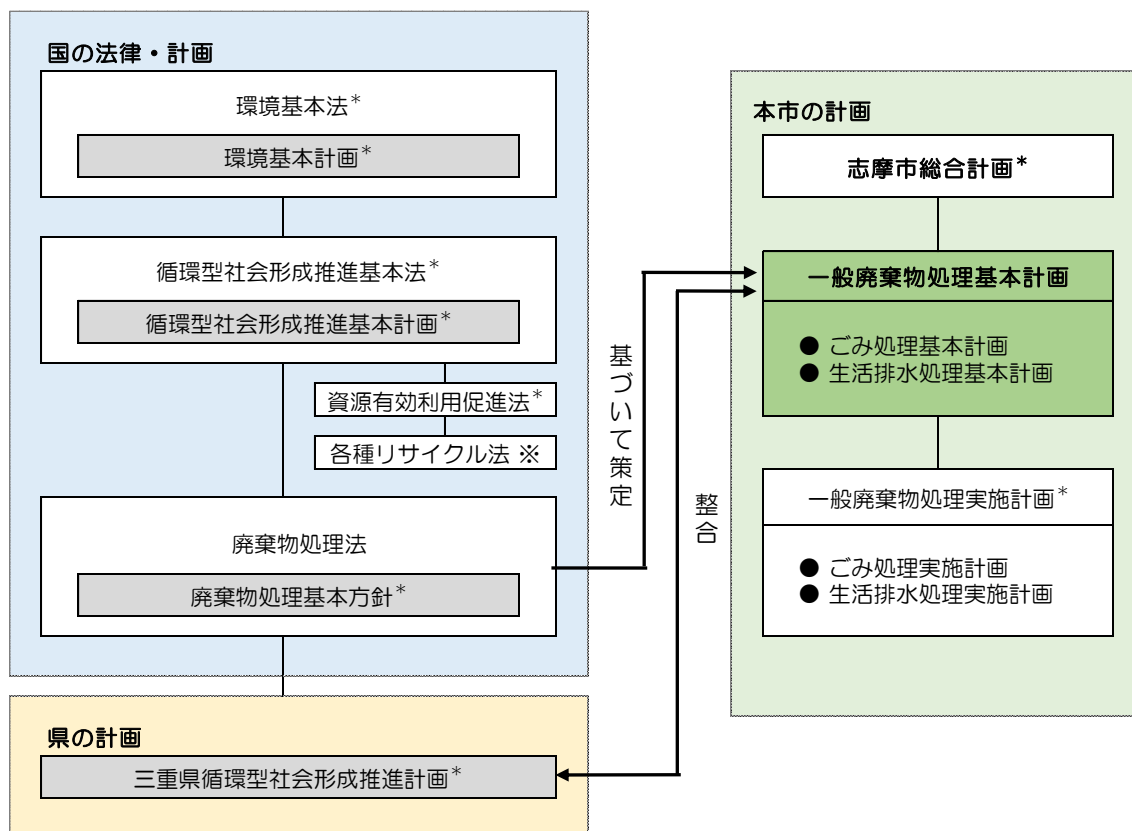 国の法律・計画
環境基本法*
環境基本計画*
循環型社会形成推進基本法*
循環型社会形成推進基本計画*
資源有効利用促進法*
各種リサイクル法 ※
廃棄物処理法
廃棄物処理基本方針*
県の計画
三重県循環型社会形成推進計画*
基づいて策定
整合
本市の計画
志摩市総合計画*
一般廃棄物処理基本計画
● ごみ処理基本計画
● 生活排水処理基本計画
一般廃棄物処理実施計画*
● ごみ処理実施計画
● 生活排水処理実施計画